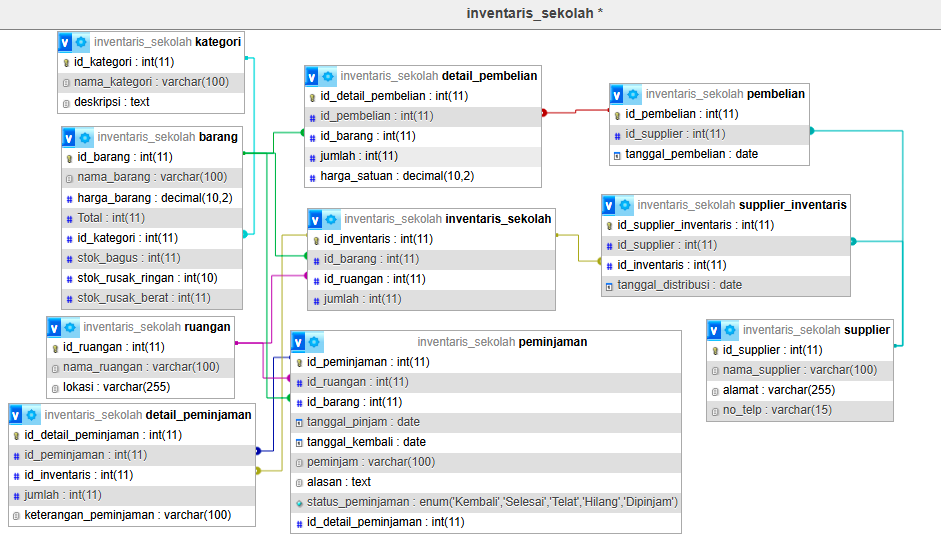 inventaris_sekolah *
inventaris_sekolah kategori
id_kategori : int(11)
nama_kategori : varchar(100)
deskripsi : text
inventaris_sekolah barang
id_barang : int(11)
nama_barang : varchar(100)
harga_barang : decimal(10,2)
Total : int(11)
id_kategori : int(11)
stok_bagus : int(11)
stok_rusak_ringan : int(10)
stok_rusak_berat : int(11)
inventaris_sekolah ruangan
id_ruangan : int(11)
nama_ruangan : varchar(100)
lokasi : varchar(255)
inventaris_sekolah detail_peminjaman
id_detail_peminjaman : int(11)
id_peminjaman : int(11)
id_inventaris : int(11)
jumlah : int(11)
keterangan_peminjaman : varchar(100)
inventaris_sekolah detail_pembelian
id_detail_pembelian : int(11)
id_pembelian : int(11)
id_barang : int(11)
jumlah : int(11)
harga_satuan : decimal(10,2)
inventaris_sekolah inventaris_sekolah
id_inventaris : int(11)
id_barang : int(11)
id_ruangan : int(11)
jumlah : int(11)
inventaris_sekolah peminjaman
id_peminjaman : int(11)
id_ruangan : int(11)
id_barang : int(11)
tanggal_pinjam : date
tanggal_kembali : date
peminjam : varchar(100)
alasan : text
status_peminjaman : enum('Kembali','Selesai','Telat','Hilang','Dipinjam')
id_detail_peminjaman : int(11)
inventaris_sekolah pembelian
id_pembelian : int(11)
id_supplier : int(11)
tanggal_pembelian : date
inventaris_sekolah supplier_inventaris
id_supplier_inventaris : int(11)
id_supplier : int(11)
id_inventaris : int(11)
tanggal_distribusi : date
inventaris_sekolah supplier
id_supplier : int(11)
nama_supplier : varchar(100)
alamat : varchar(255)
no_telp : varchar(15)